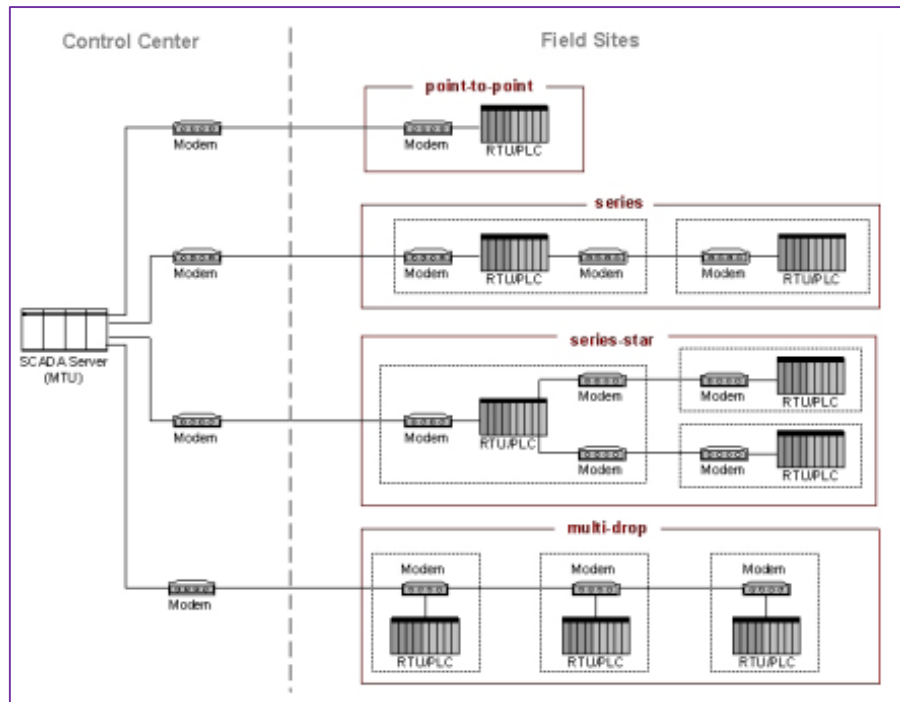 Control Center
Field Sites
point-to-point
Modem
Modem
RTU/PLC
series
Modem
Modem
RTU/PLC
Modem
Modem
RTU/PLC
SCADA Server
(MTU)
series-star
Modem
Modem
RTU/PLC
Modem
Modem
RTU/PLC
Modem
Modem
Modem
RTU/PLC
multi-drop
Modem
Modem
Modem
Modem
RTU/PLC
RTU/PLC
RTU/PLC